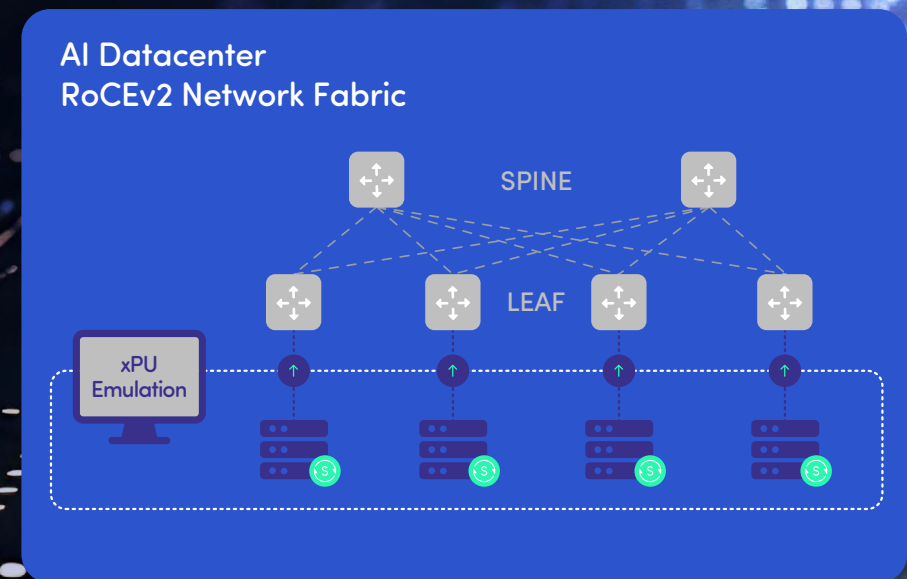 AI Datacenter
RoCEv2 Network Fabric
SPINE
LEAF
xPU
Emulation
S
S
S
S